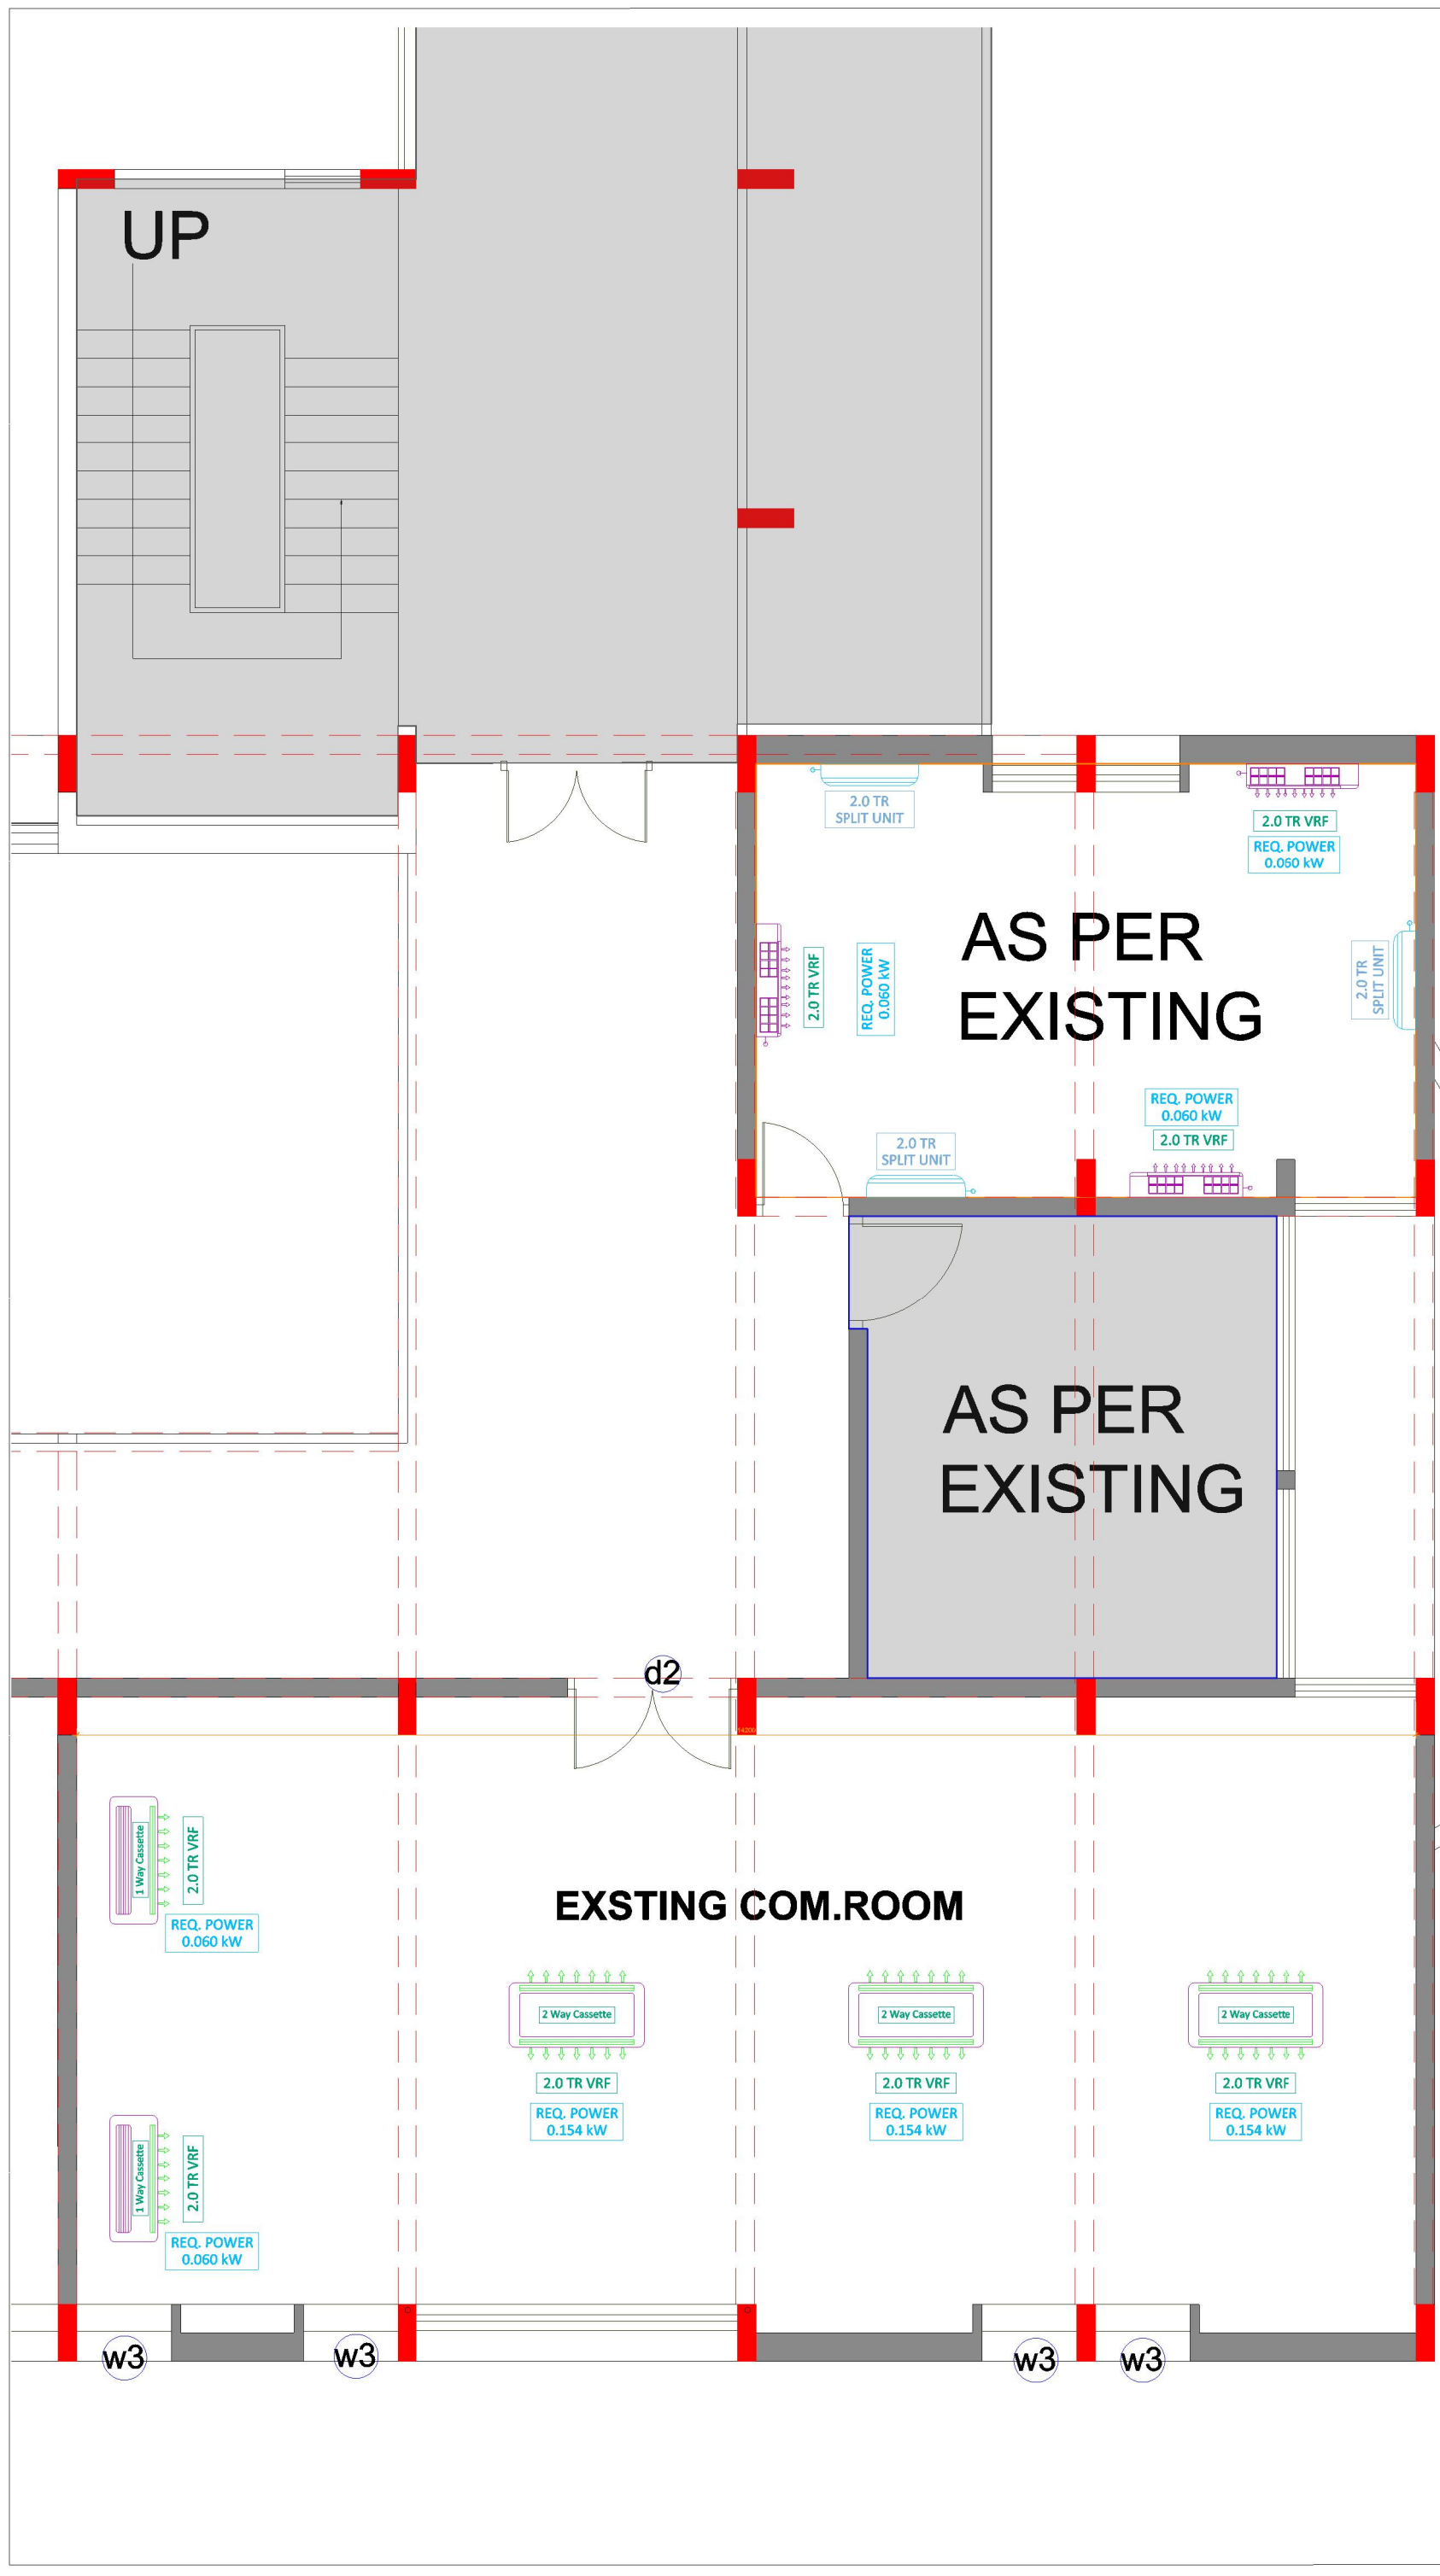 UP
2.0 TR
SPLIT UNIT
2.0 TR VRF
REQ. POWER
0.060 kW
AS PER
EXISTING
2.0 TR VRF
REQ. POWER
0.060 kW
2.0 TR
SPLIT UNIT
REQ. POWER
0.060 kW
2.0 TR VRF
2.0 TR
SPLIT UNIT
AS PER
EXISTING
d2
14200
1 Way Cassette
2.0 TR VRF
REQ. POWER
0.060 kW
EXSTING COM.ROOM
2 Way Cassette
2.0 TR VRF
REQ. POWER
0.154 kW
2 Way Cassette
2.0 TR VRF
REQ. POWER
0.154 kW
2 Way Cassette
2.0 TR VRF
REQ. POWER
0.154 kW
1 Way Cassette
2.0 TR VRF
REQ. POWER
0.060 kW
w3
w3
w3
w3